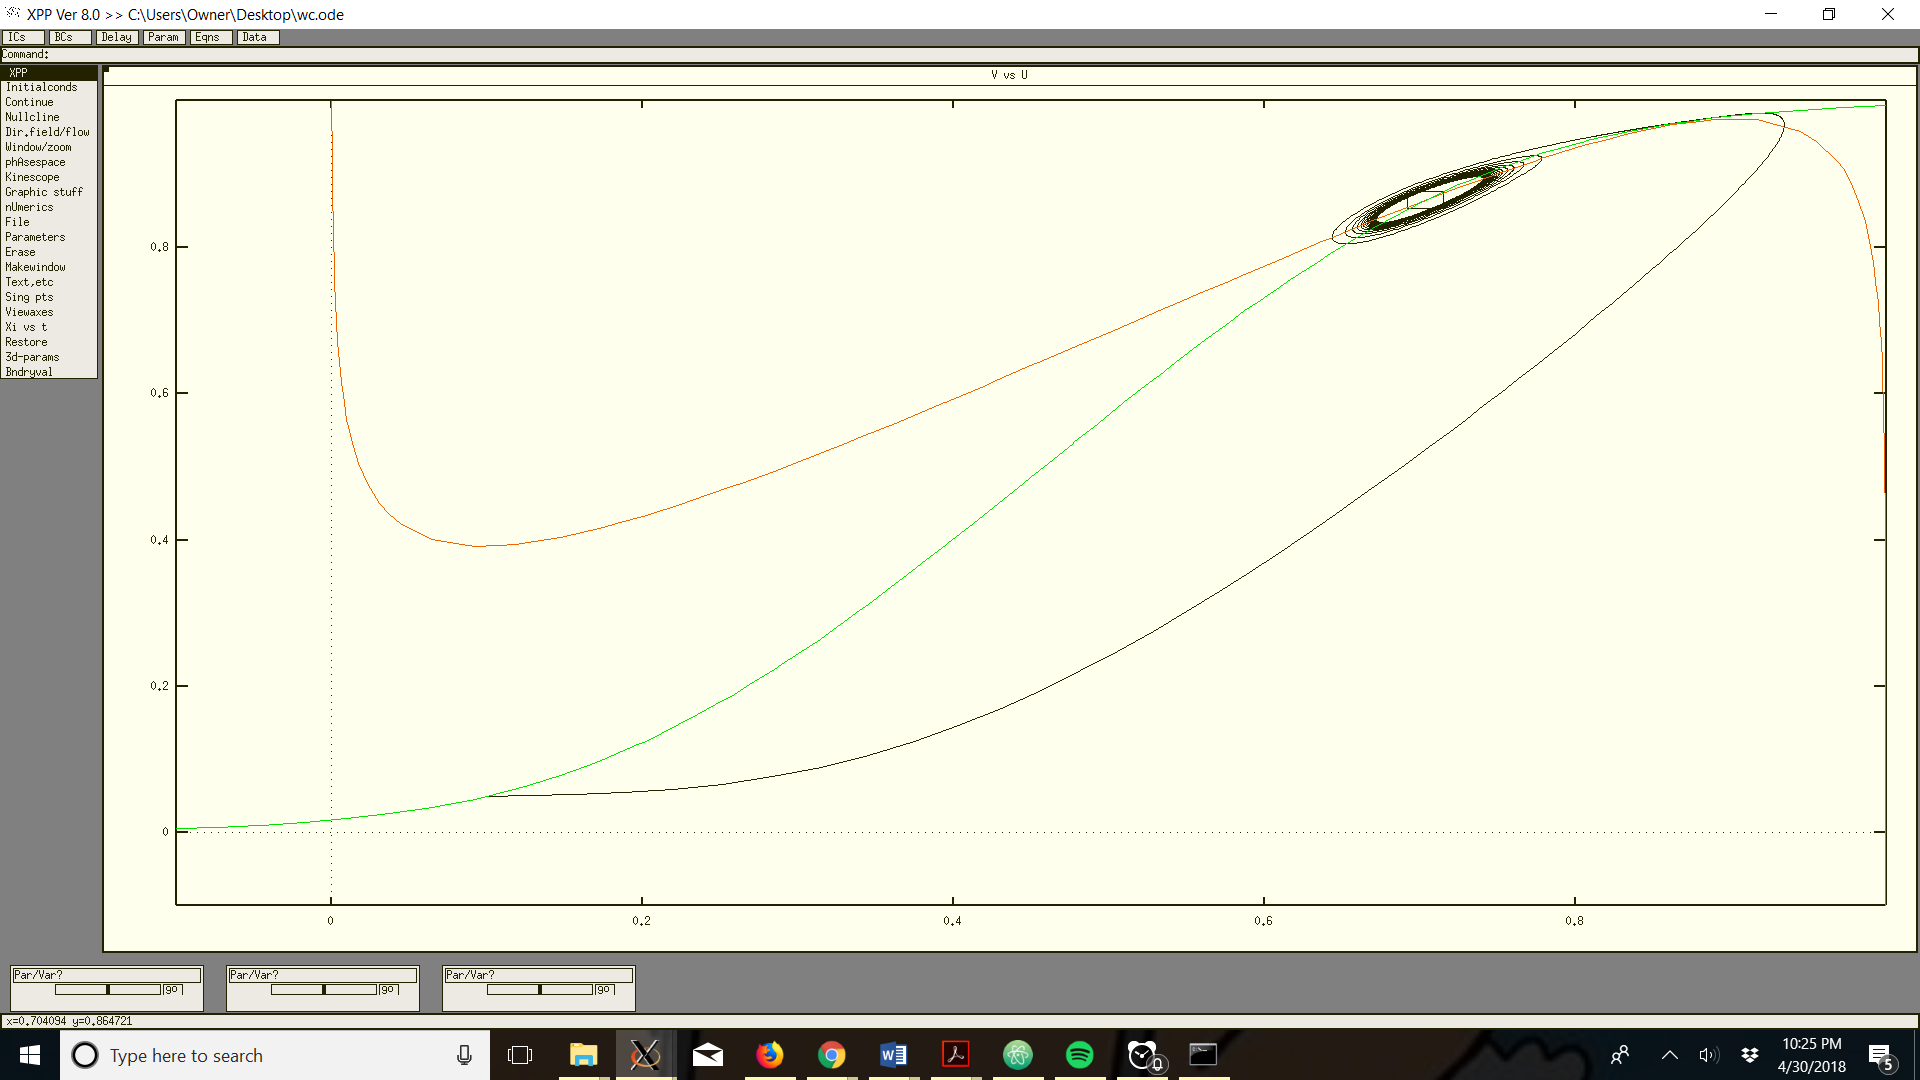 XPP Ver 8.0 >> C:\Users\Owner\Desktop\wc.ode
ICs BCs Delay Param Eqns Data
Command:
XPP
Initialconds
Continue
Nullcline
Dir.field/flow
Window/zoom
phAsespace
Kinescope
Graphic stuff
nUmerics
File
Parameters
Erase
Makewindow
Text,etc
Sing pts
Viewaxes
Xi vs t
Restore
3d-params
Bndryval
V vs U
0.8
0.6
0.4
0.2
0
0 0.2 0.4 0.6 0.8
Par/Var? Par/Var? Par/Var?
go go go
x=0.704094 y=0.864721
Type here to search
10:25 PM
4/30/2018
5